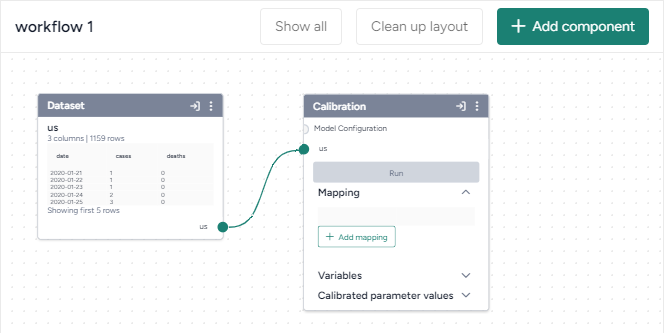 workflow 1
Show all
Clean up layout
+ Add component
Dataset
us
3 columns | 1159 rows
date cases deaths
2020-01-21 1 0
2020-01-22 1 0
2020-01-23 1 0
2020-01-24 2 0
2020-01-25 3 0
Showing first 5 rows
us
Calibration
Model Configuration
us
Run
Mapping
+ Add mapping
Variables
Calibrated parameter values